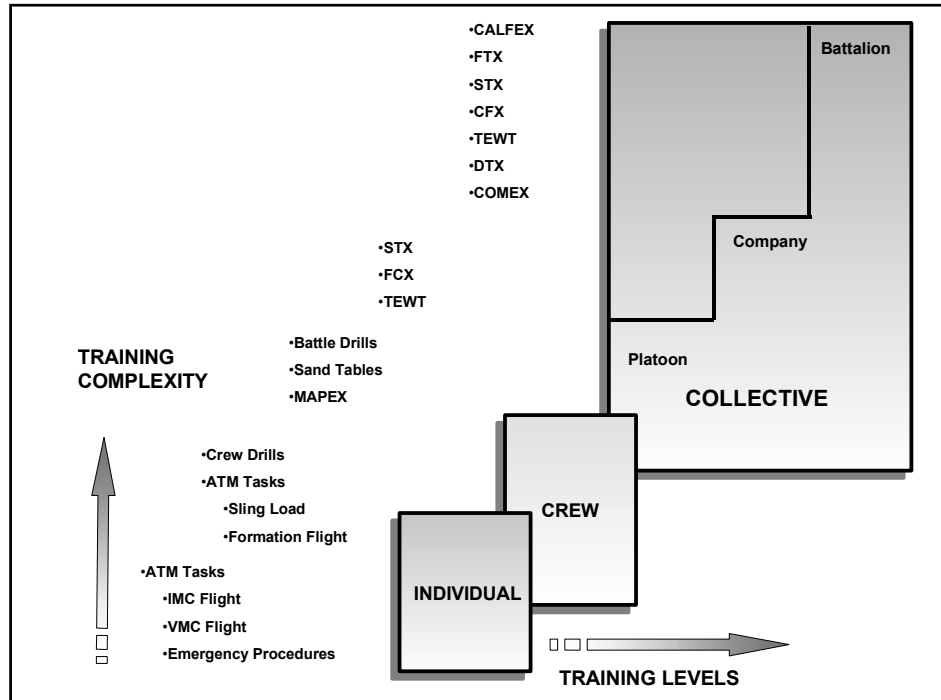 •CALFEX
•FTX
•STX
•CFX
•TEWT
•DTX
•COMEX
Battalion
•STX
•FCX
•TEWT
Company
•Battle Drills
•Sand Tables
•MAPEX
Platoon
COLLECTIVE
TRAINING
COMPLEXITY
•Crew Drills
•ATM Tasks
•Sling Load
•Formation Flight
CREW
•ATM Tasks
•IMC Flight
•VMC Flight
•Emergency Procedures
INDIVIDUAL
TRAINING LEVELS